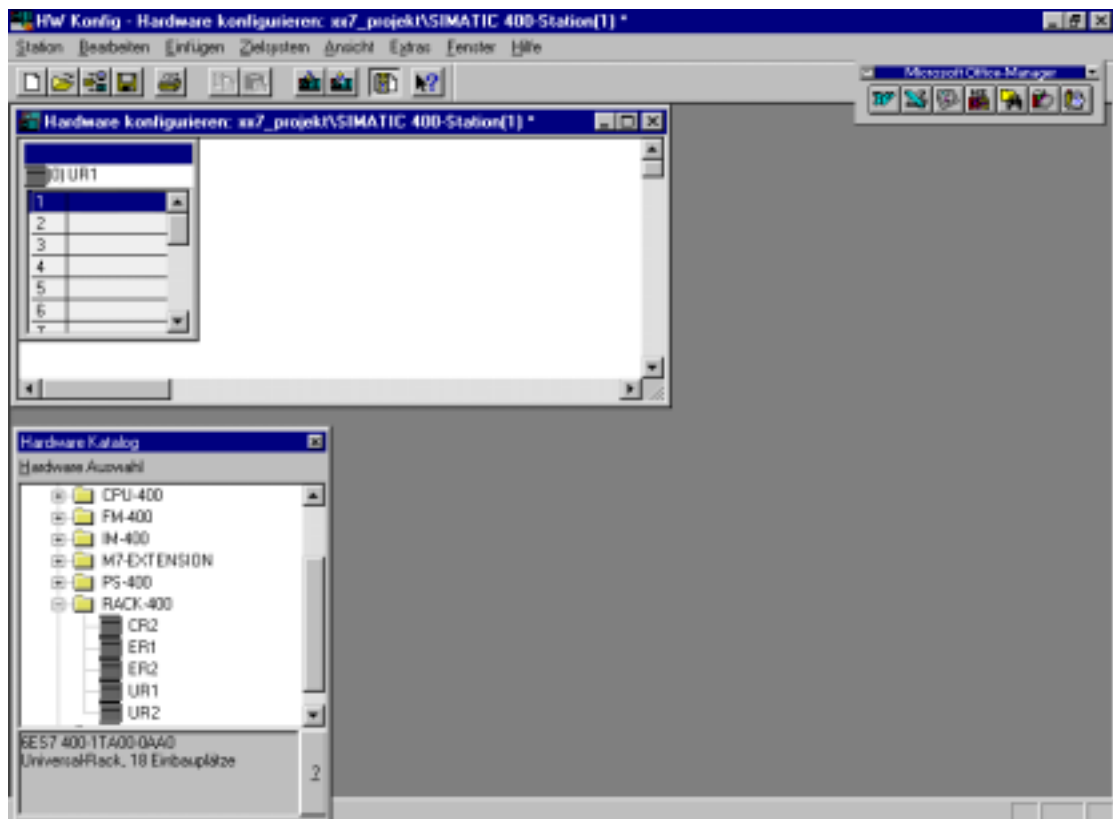 HW Konfig - Hardware konfigurieren: xx7_projekt\SIMATIC 400-Station(1) *
Station Bearbeiten Einfügen Zielsystem Ansicht Extras Fenster Hilfe
Microsoft Office-Manager
Hardware konfigurieren: xx7_projekt\SIMATIC 400-Station(1) *
(0) UR1
1
2
3
4
5
6
7
Hardware Katalog
Hardware Auswahl
CPU-400
FM-400
IM-400
M7-EXTENSION
PS-400
RACK-400
CR2
ER1
ER2
UR1
UR2
6ES7 400-1TA00-0AA0
Universal-Rack, 18 Einbauplätze
?